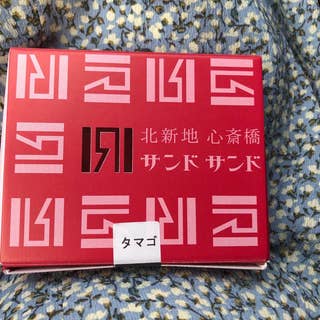 北新地 心斎橋
サンド サンド
タマゴ